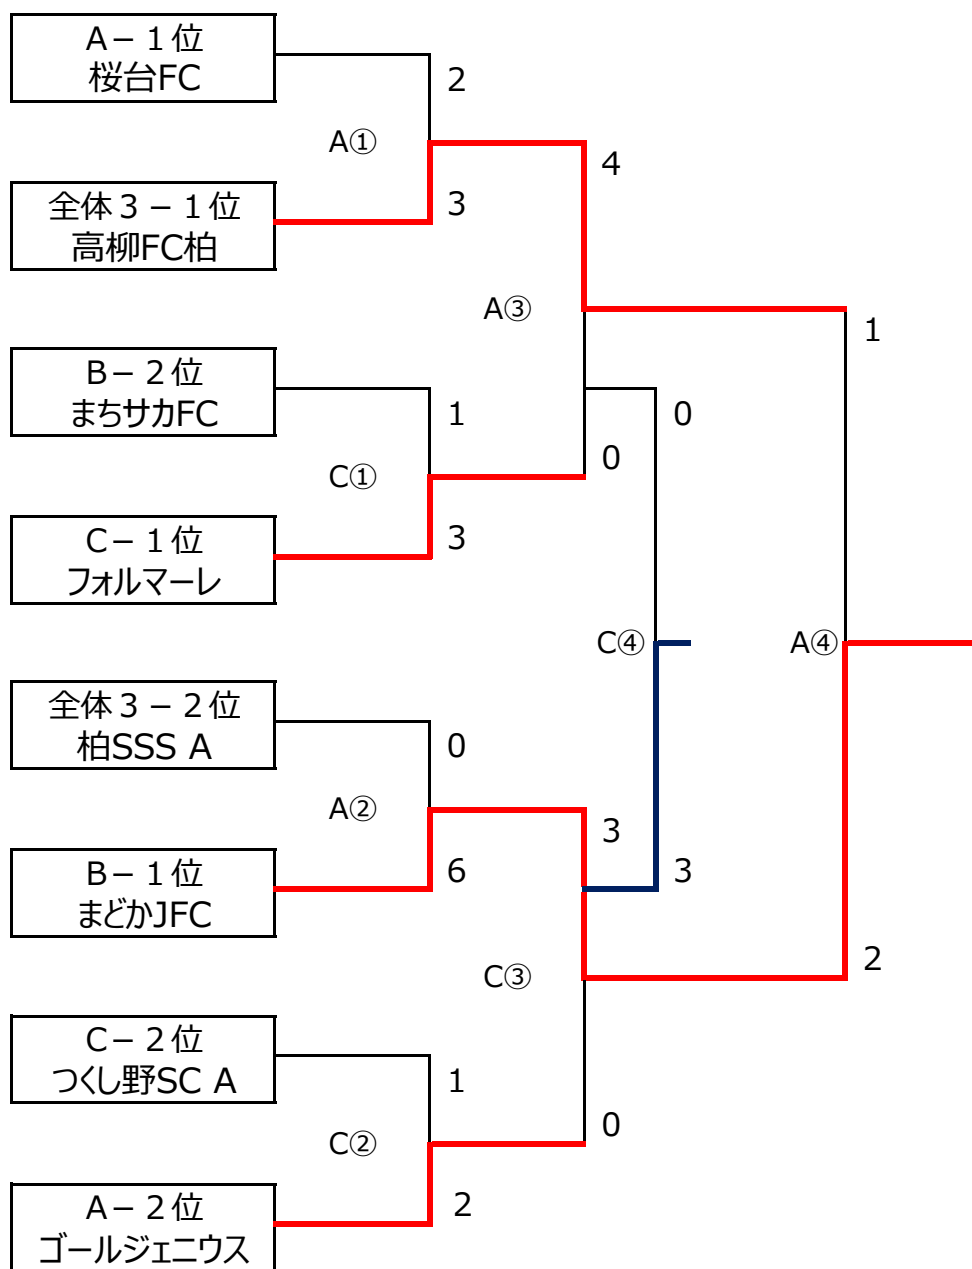 A－１位
桜台FC
2
A①
4
全体３－１位
高柳FC柏
3
A③
1
B－２位
まちサカFC
1
0
0
C①
C－１位
フォルマーレ
3
C④
A④
全体３－２位
柏SSS A
0
A②
3
B－１位
まどかJFC
6
3
2
C③
C－２位
つくし野SC A
1
0
C②
A－２位
ゴールジェニウス
2